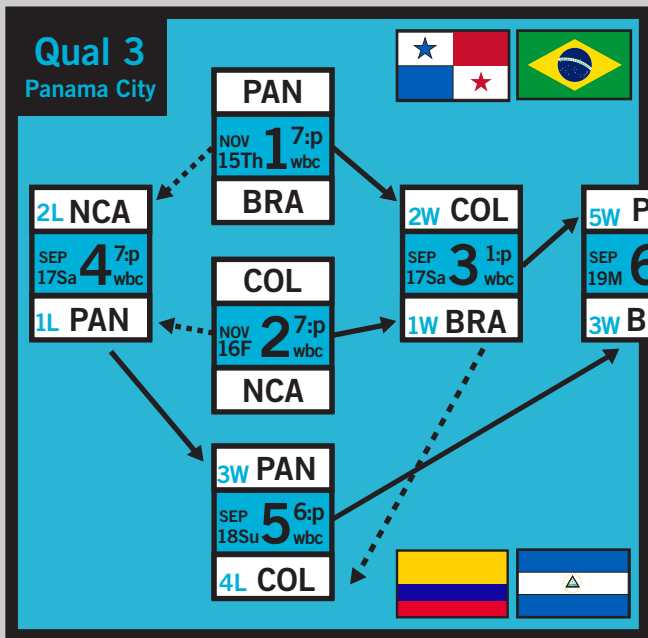 Qual 3
Panama City
PAN
NOV
15Th
1
7:p
wbc
BRA
2L NCA
SEP
17Sa
4
7:p
wbc
1L PAN
COL
NOV
16F
2
7:p
wbc
NCA
2W COL
SEP
17Sa
3
1:p
wbc
1W BRA
5W P
SEP
19M
6
3W B
3W PAN
SEP
18Su
5
6:p
wbc
4L COL